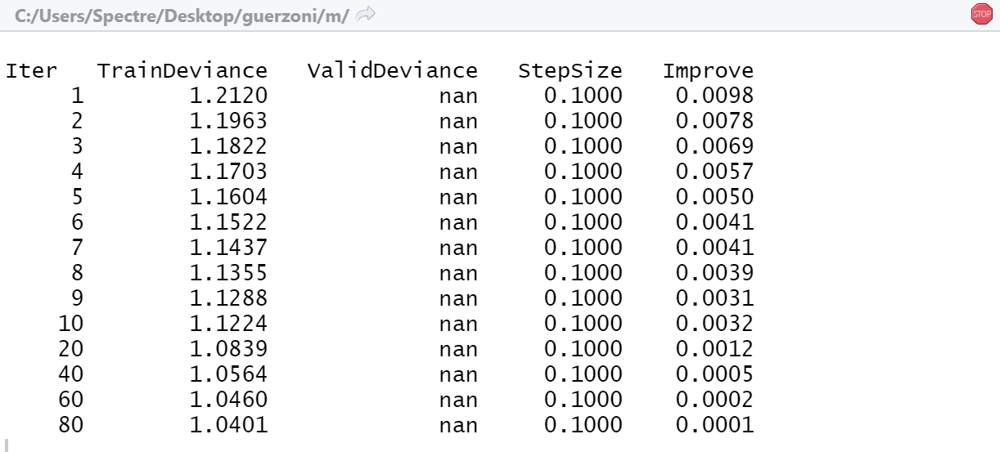 C:/Users/Spectre/Desktop/guerzoni/m/
STOP
Iter TrainDeviance ValidDeviance StepSize Improve
1 1.2120 nan 0.1000 0.0098
2 1.1963 nan 0.1000 0.0078
3 1.1822 nan 0.1000 0.0069
4 1.1703 nan 0.1000 0.0057
5 1.1604 nan 0.1000 0.0050
6 1.1522 nan 0.1000 0.0041
7 1.1437 nan 0.1000 0.0041
8 1.1355 nan 0.1000 0.0039
9 1.1288 nan 0.1000 0.0031
10 1.1224 nan 0.1000 0.0032
20 1.0839 nan 0.1000 0.0012
40 1.0564 nan 0.1000 0.0005
60 1.0460 nan 0.1000 0.0002
80 1.0401 nan 0.1000 0.0001